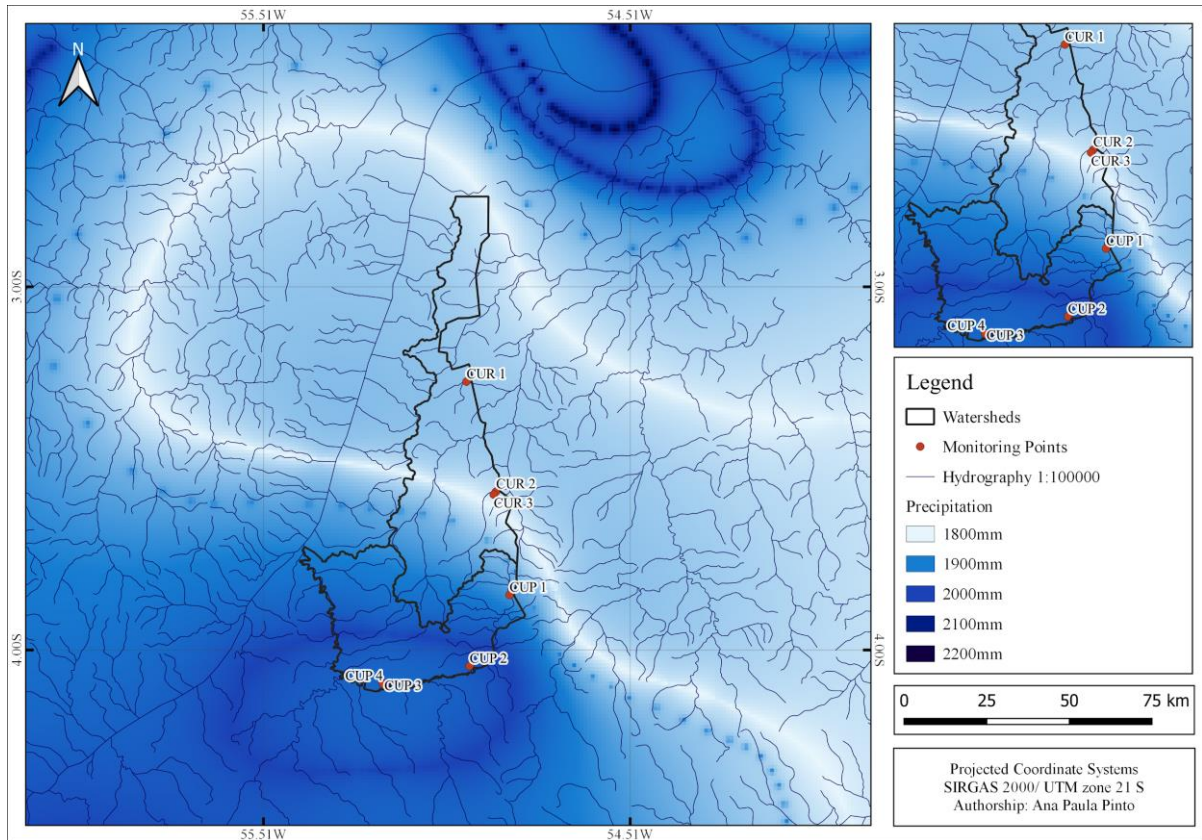 55.51W
54.51W
N
3.00S
3.00S
CUR 1
CUR 2
CUR 3
CUP 1
4.00S
4.00S
CUP 2
CUP 4
CUP 3
55.51W
54.51W
CUR 1
CUR 2
CUR 3
CUP 1
CUP 2
CUP 4
CUP 3
Legend
Watersheds
Monitoring Points
Hydrography 1:100000
Precipitation
1800mm
1900mm
2000mm
2100mm
2200mm
0 25 50 75 km
Projected Coordinate Systems
SIRGAS 2000/ UTM zone 21 S
Authorship: Ana Paula Pinto